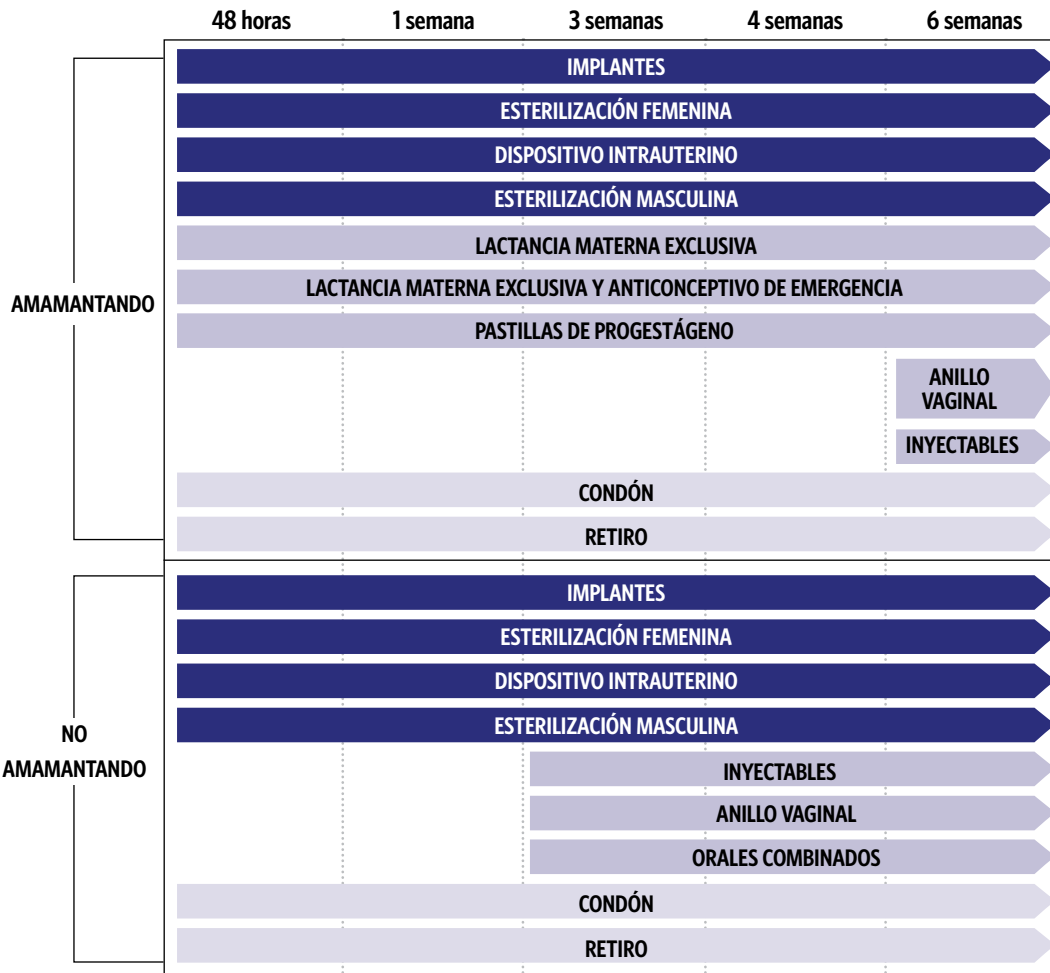 48 horas 1 semana 3 semanas 4 semanas 6 semanas
AMAMANTANDO
IMPLANTES
ESTERILIZACIÓN FEMENINA
DISPOSITIVO INTRAUTERINO
ESTERILIZACIÓN MASCULINA
LACTANCIA MATERNA EXCLUSIVA
LACTANCIA MATERNA EXCLUSIVA Y ANTICONCEPTIVO DE EMERGENCIA
PASTILLAS DE PROGESTÁGENO
ANILLO
VAGINAL
INYECTABLES
CONDÓN
RETIRO
NO
AMAMANTANDO
IMPLANTES
ESTERILIZACIÓN FEMENINA
DISPOSITIVO INTRAUTERINO
ESTERILIZACIÓN MASCULINA
INYECTABLES
ANILLO VAGINAL
ORALES COMBINADOS
CONDÓN
RETIRO